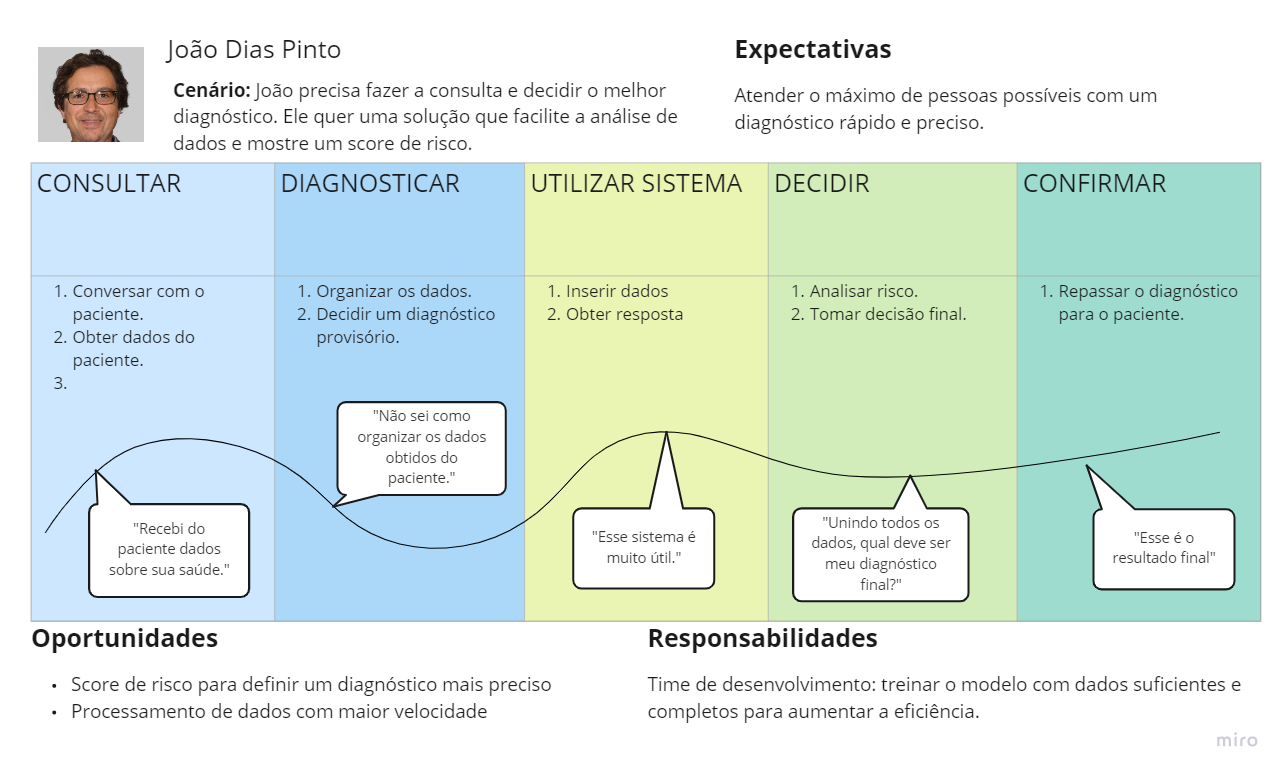 João Dias Pinto
Cenário: João precisa fazer a consulta e decidir o melhor
diagnóstico. Ele quer uma solução que facilite a análise de
dados e mostre um score de risco.
Expectativas
Atender o máximo de pessoas possíveis com um
diagnóstico rápido e preciso.
CONSULTAR
DIAGNOSTICAR
UTILIZAR SISTEMA
DECIDIR
CONFIRMAR
1. Conversar com o
paciente.
2. Obter dados do
paciente.
3.
1. Organizar os dados.
2. Decidir um diagnóstico
provisório.
1. Inserir dados
2. Obter resposta
1. Analisar risco.
2. Tomar decisão final.
1. Repassar o diagnóstico
para o paciente.
"Recebi do
paciente dados
sobre sua saúde."
"Não sei como
organizar os dados
obtidos do
paciente."
"Esse sistema é
muito útil."
"Unindo todos os
dados, qual deve ser
meu diagnóstico
final?"
"Esse é o
resultado final"
Oportunidades
• Score de risco para definir um diagnóstico mais preciso
• Processamento de dados com maior velocidade
Responsabilidades
Time de desenvolvimento: treinar o modelo com dados suficientes e
completos para aumentar a eficiência.
miro